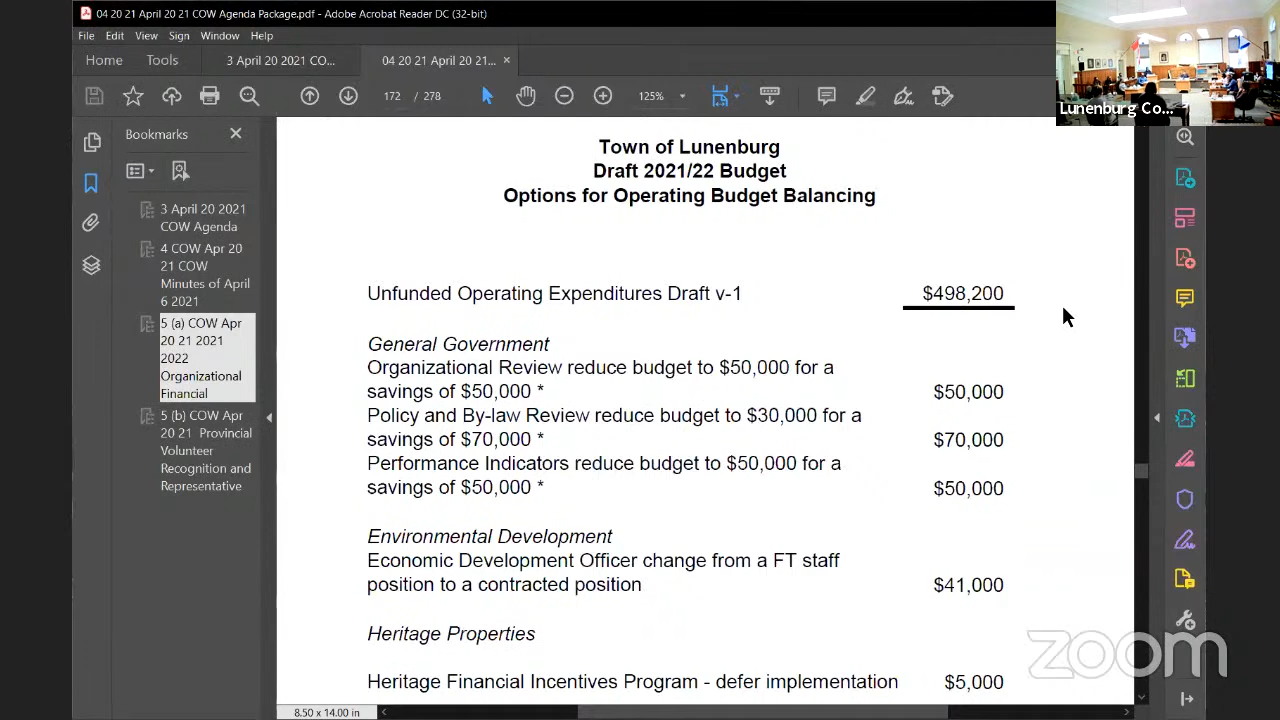 04 20 21 April 20 21 COW Agenda Package.pdf - Adobe Acrobat Reader DC (32-bit)
File Edit View Sign Window Help
Home Tools 3 April 20 2021 CO... 04 20 21 April 20 21... ×
172 / 278 125%
Lunenburg Co...
Bookmarks
3 April 20 2021
COW Agenda
4 COW Apr 20
21 COW
Minutes of April
6 2021
5 (a) COW Apr
20 21 2021
2022
Organizational
Financial
5 (b) COW Apr
20 21 Provincial
Volunteer
Recognition and
Representative
Town of Lunenburg
Draft 2021/22 Budget
Options for Operating Budget Balancing
Unfunded Operating Expenditures Draft v-1 $498,200
General Government
Organizational Review reduce budget to $50,000 for a
savings of $50,000 * $50,000
Policy and By-law Review reduce budget to $30,000 for a
savings of $70,000 * $70,000
Performance Indicators reduce budget to $50,000 for a
savings of $50,000 * $50,000
Environmental Development
Economic Development Officer change from a FT staff
position to a contracted position $41,000
Heritage Properties
Heritage Financial Incentives Program - defer implementation $5,000
zoom
8.50 x 14.00 in